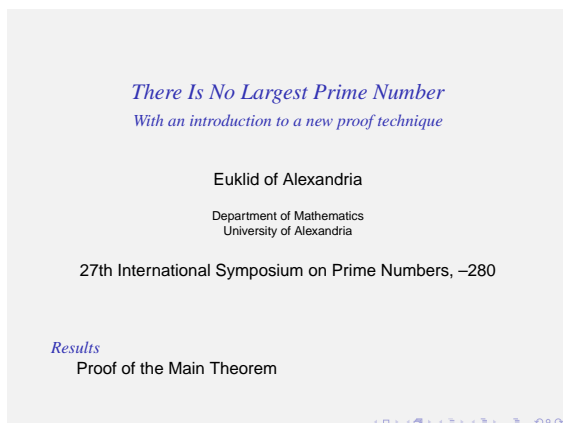 There Is No Largest Prime Number
With an introduction to a new proof technique
Euklid of Alexandria
Department of Mathematics
University of Alexandria
27th International Symposium on Prime Numbers, –280
Results
Proof of the Main Theorem